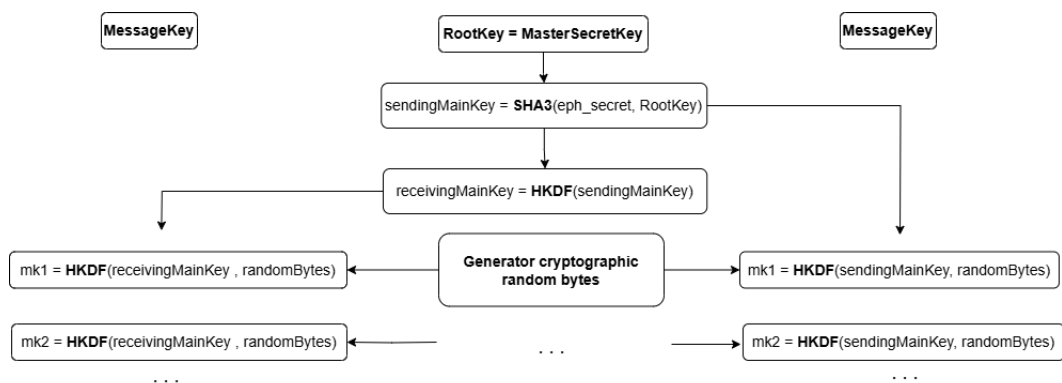 MessageKey
RootKey = MasterSecretKey
MessageKey
sendingMainKey = SHA3(eph_secret, RootKey)
receivingMainKey = HKDF(sendingMainKey)
mk1 = HKDF(receivingMainKey , randomBytes)
Generator cryptographic
random bytes
mk1 = HKDF(sendingMainKey, randomBytes)
mk2 = HKDF(receivingMainKey , randomBytes)
. . .
mk2 = HKDF(sendingMainKey, randomBytes)
. . .
. . .